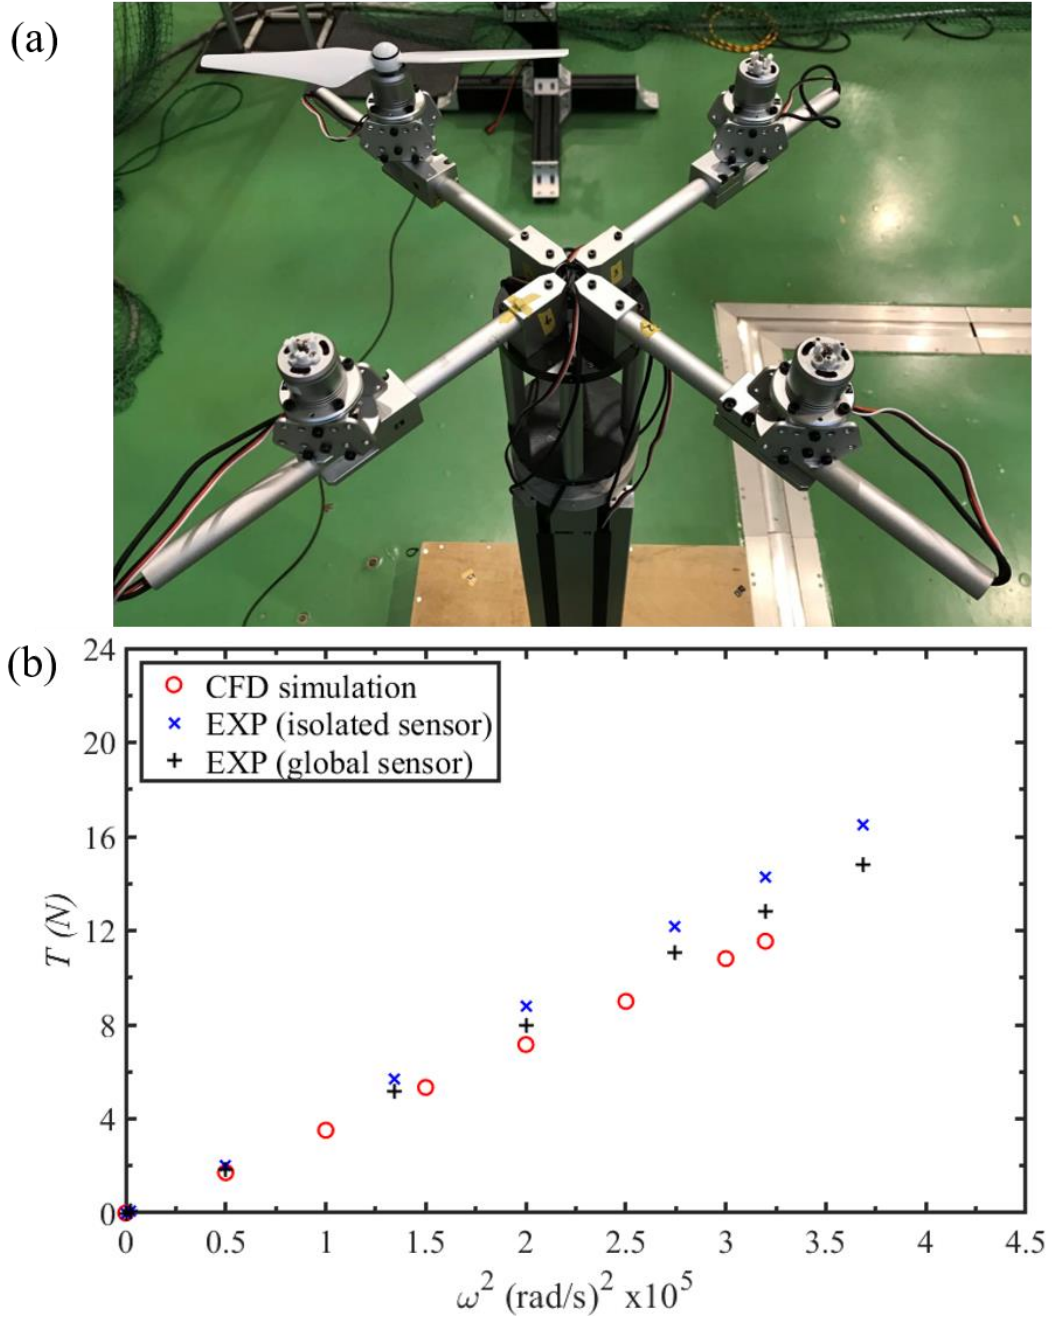 (a)
(b)
24
20
16
12
8
4
0
T (N)
CFD simulation
EXP (isolated sensor)
EXP (global sensor)
0 0.5 1 1.5 2 2.5 3 3.5 4 4.5
ω² (rad/s)² x10⁵